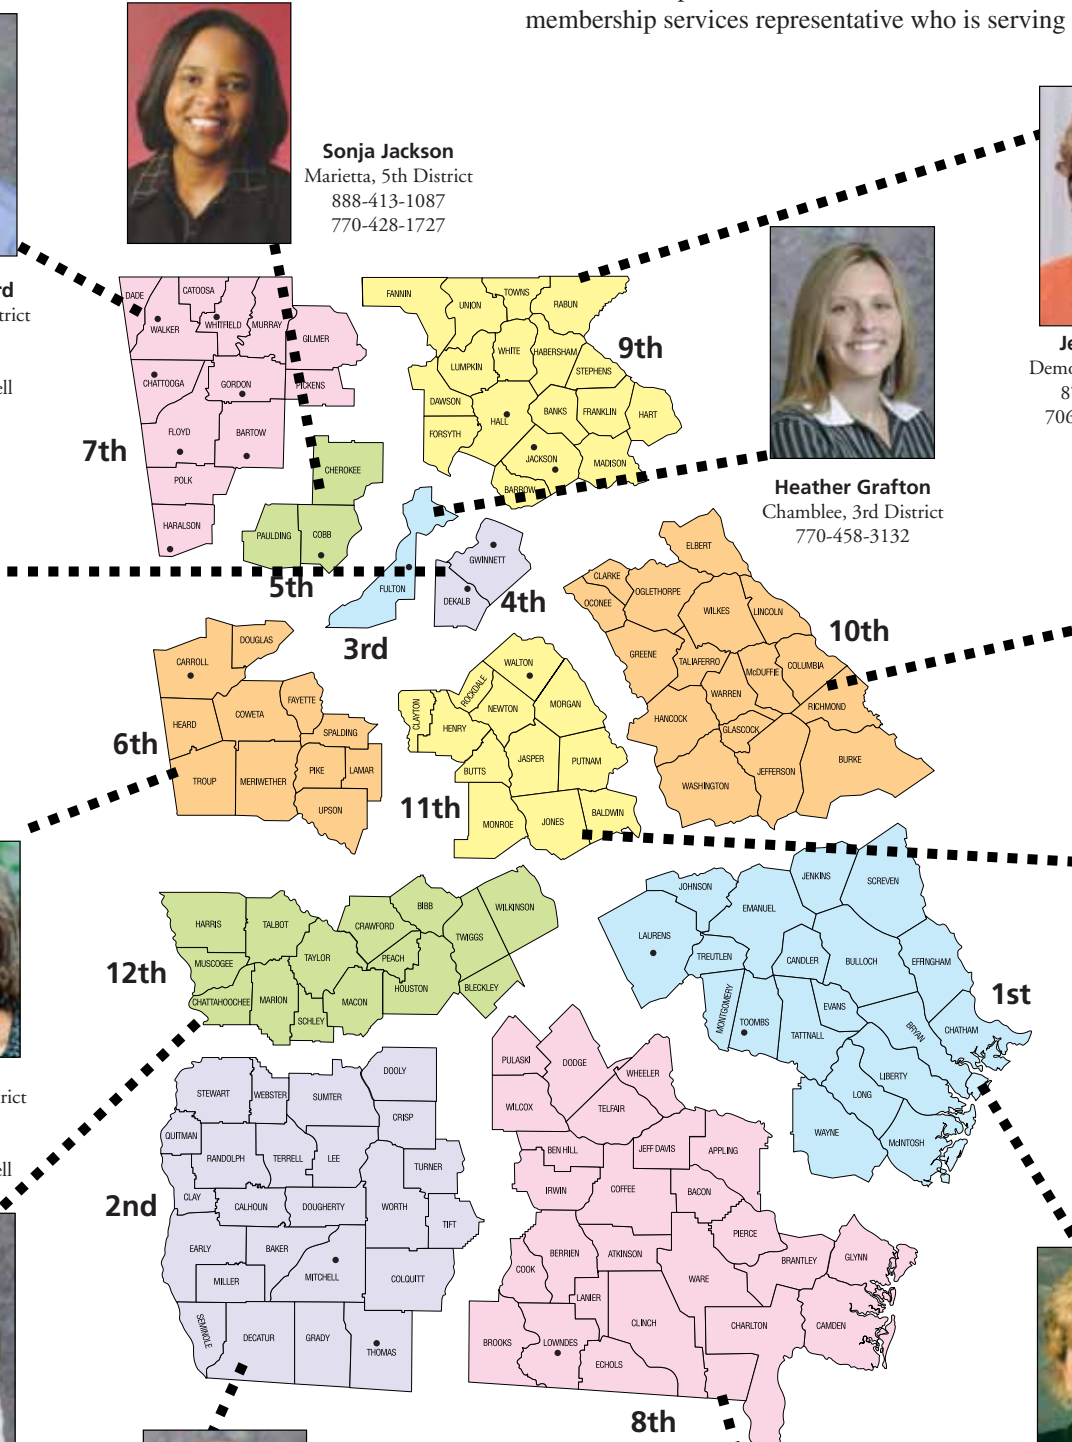 membership services representative who is serving
Sonja Jackson
Marietta, 5th District
888-413-1087
770-428-1727
Heather Grafton
Chamblee, 3rd District
770-458-3132
rd
trict
ell
Je
Demo
87
706
rict
ell
7th
DADE
CATOOSA
WALKER
WHITFIELD
MURRAY
GILMER
CHATTOOGA
GORDON
PICKENS
FLOYD
BARTOW
POLK
HARALSON
9th
FANNIN
UNION
TOWNS
RABUN
WHITE
HABERSHAM
LUMPKIN
STEPHENS
DAWSON
HALL
BANKS
FRANKLIN
HART
FORSYTH
JACKSON
MADISON
BARROW
5th
CHEROKEE
PAULDING
COBB
3rd
FULTON
4th
GWINNETT
DEKALB
10th
ELBERT
CLARKE
OGLETHORPE
OCONEE
WILKES
LINCOLN
GREENE
TALIAFERRO
McDUFFIE
COLUMBIA
WARREN
RICHMOND
HANCOCK
GLASCOCK
WASHINGTON
JEFFERSON
BURKE
6th
DOUGLAS
CARROLL
FAYETTE
HEARD
COWETA
SPALDING
TROUP
MERIWETHER
PIKE
LAMAR
UPSON
11th
WALTON
ROCKDALE
CLAYTON
NEWTON
MORGAN
HENRY
JASPER
PUTNAM
BUTTS
MONROE
JONES
BALDWIN
12th
HARRIS
TALBOT
CRAWFORD
BIBB
WILKINSON
TWIGGS
MUSCOGEE
TAYLOR
PEACH
CHATTAHOOCHEE
MARION
MACON
HOUSTON
BLECKLEY
SCHLEY
1st
JOHNSON
JENKINS
SCREVEN
EMANUEL
LAURENS
TREUTLEN
CANDLER
BULLOCH
EFFINGHAM
MONTGOMERY
TOOMBS
EVANS
TATTNALL
BRYAN
CHATHAM
LIBERTY
LONG
WAYNE
McINTOSH
2nd
DOOLY
STEWART
WEBSTER
SUMTER
CRISP
QUITMAN
RANDOLPH
TERRELL
LEE
TURNER
CLAY
CALHOUN
DOUGHERTY
WORTH
TIFT
EARLY
BAKER
MILLER
MITCHELL
COLQUITT
SEMINOLE
DECATUR
GRADY
THOMAS
8th
PULASKI
DODGE
WHEELER
WILCOX
TELFAIR
BEN HILL
JEFF DAVIS
APPLING
IRWIN
COFFEE
BACON
PIERCE
BERRIEN
ATKINSON
BRANTLEY
GLYNN
COOK
WARE
LANIER
CLINCH
CHARLTON
CAMDEN
BROOKS
LOWNDES
ECHOLS